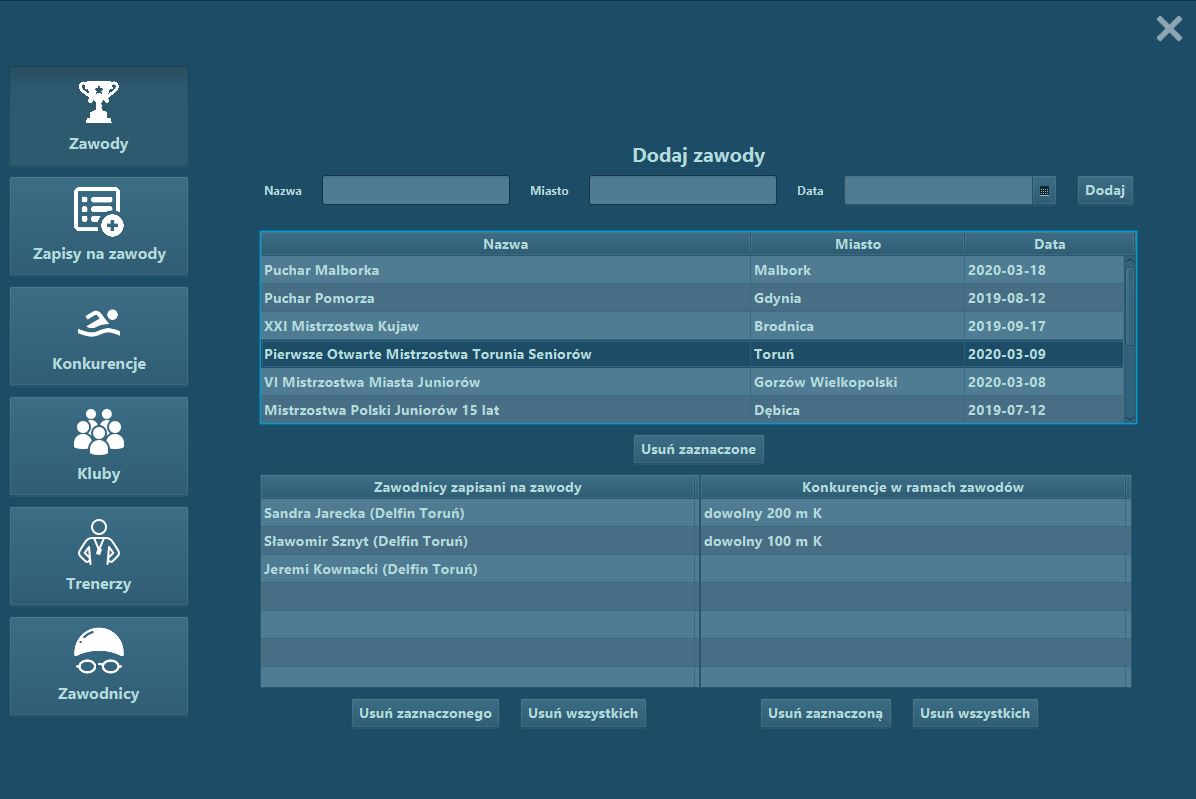 Zawody
Zapisy na zawody
Konkurencje
Kluby
Trenerzy
Zawodnicy
Dodaj zawody
Nazwa Miasto Data Dodaj
Nazwa Miasto Data
Puchar Malborka Malbork 2020-03-18
Puchar Pomorza Gdynia 2019-08-12
XXI Mistrzostwa Kujaw Brodnica 2019-09-17
Pierwsze Otwarte Mistrzostwa Torunia Seniorów Toruń 2020-03-09
VI Mistrzostwa Miasta Juniorów Gorzów Wielkopolski 2020-03-08
Mistrzostwa Polski Juniorów 15 lat Dębica 2019-07-12
Usuń zaznaczone
Zawodnicy zapisani na zawody Konkurencje w ramach zawodów
Sandra Jarecka (Delfin Toruń) dowolny 200 m K
Sławomir Sznyt (Delfin Toruń) dowolny 100 m K
Jeremi Kownacki (Delfin Toruń)
Usuń zaznaczonego Usuń wszystkich Usuń zaznaczoną Usuń wszystkich